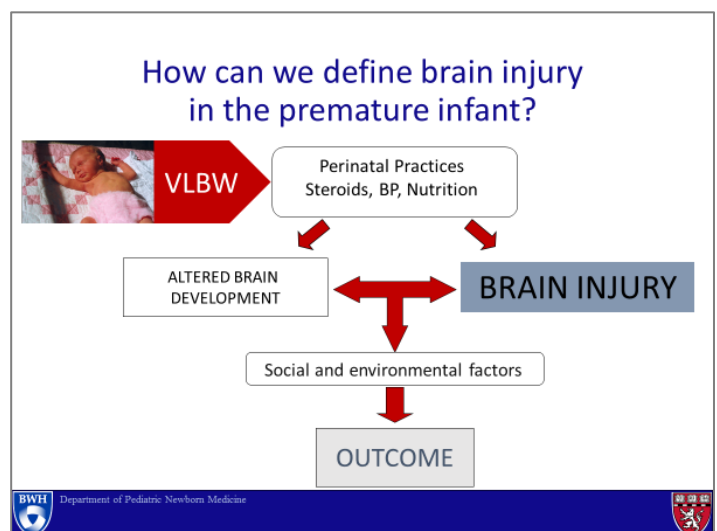 How can we define brain injury
in the premature infant?
VLBW
Perinatal Practices
Steroids, BP, Nutrition
ALTERED BRAIN
DEVELOPMENT
BRAIN INJURY
Social and environmental factors
OUTCOME
BWH
Department of Pediatric Newborn Medicine